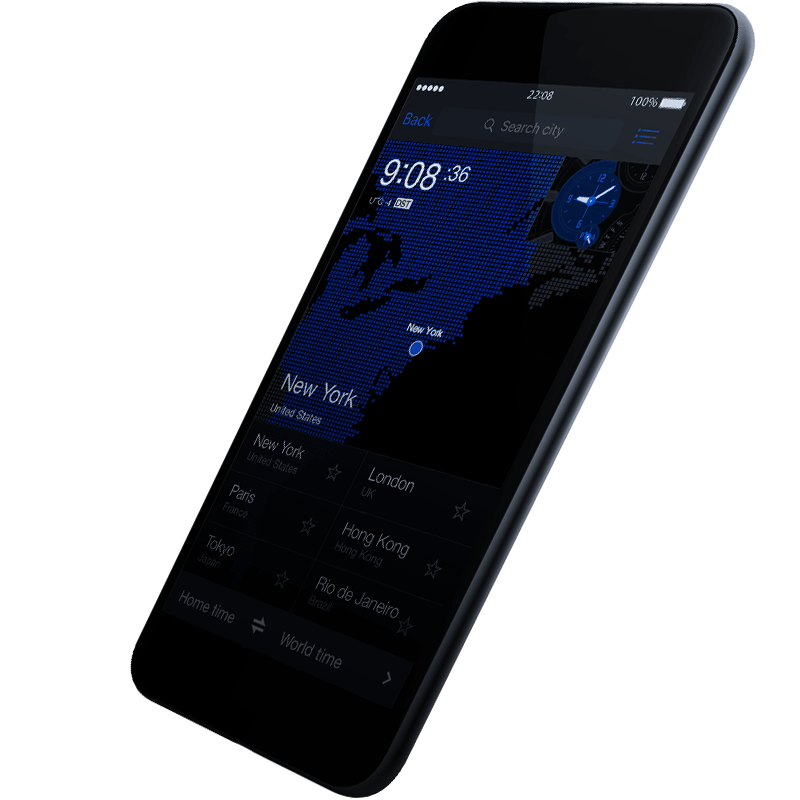 22:08
100%
Back
Search city
9:08 :36
UTC -4 DST
New York
New York
United States
New York
United States
London
UK
Paris
France
Hong Kong
Hong Kong
Tokyo
Japan
Rio de Janeiro
Brazil
Home time
World time